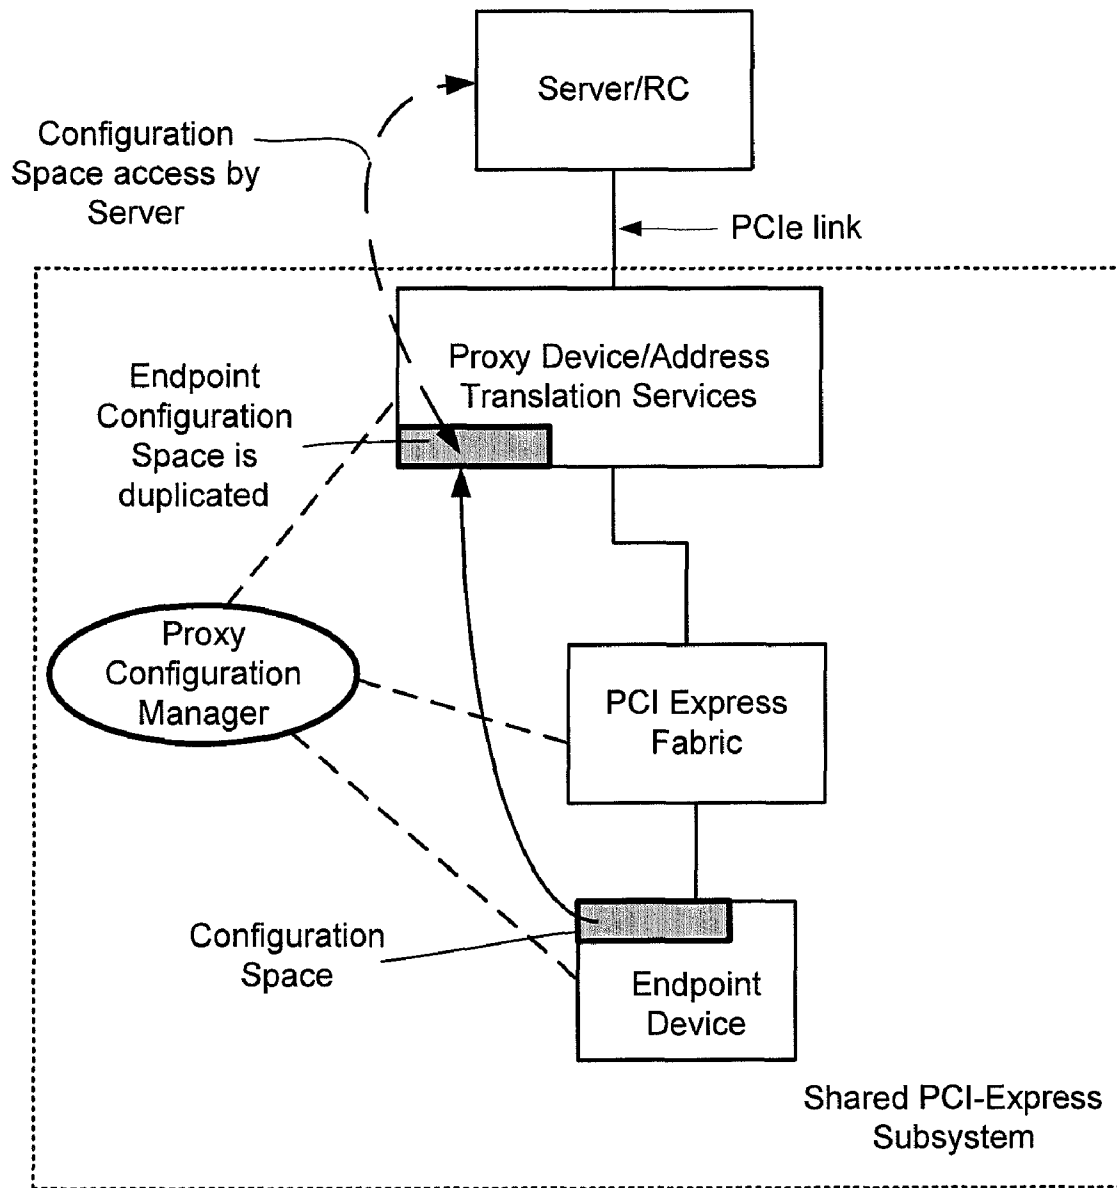 Server/RC
Configuration
Space access by
Server
PCIe link
Proxy Device/Address
Translation Services
Endpoint
Configuration
Space is
duplicated
Proxy
Configuration
Manager
PCI Express
Fabric
Configuration
Space
Endpoint
Device
Shared PCI-Express
Subsystem